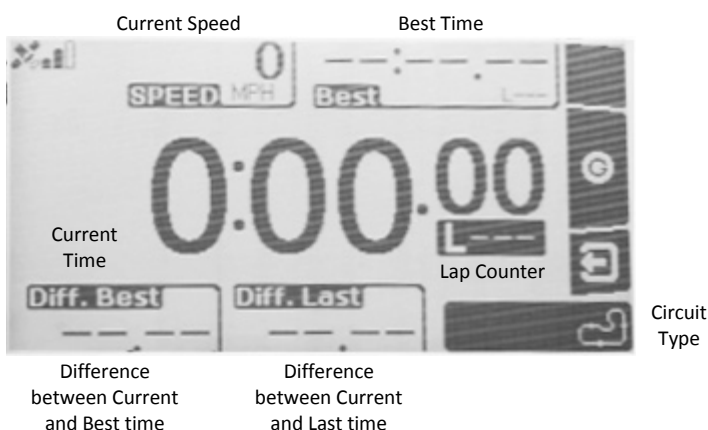 Current Speed
Best Time
0
SPEED MPH
--:--.--
Best
L---
0:00.00
L---
Current
Time
Lap Counter
Diff. Best
--.--
Diff. Last
--.--
Circuit
Type
Difference
between Current
and Best time
Difference
between Current
and Last time